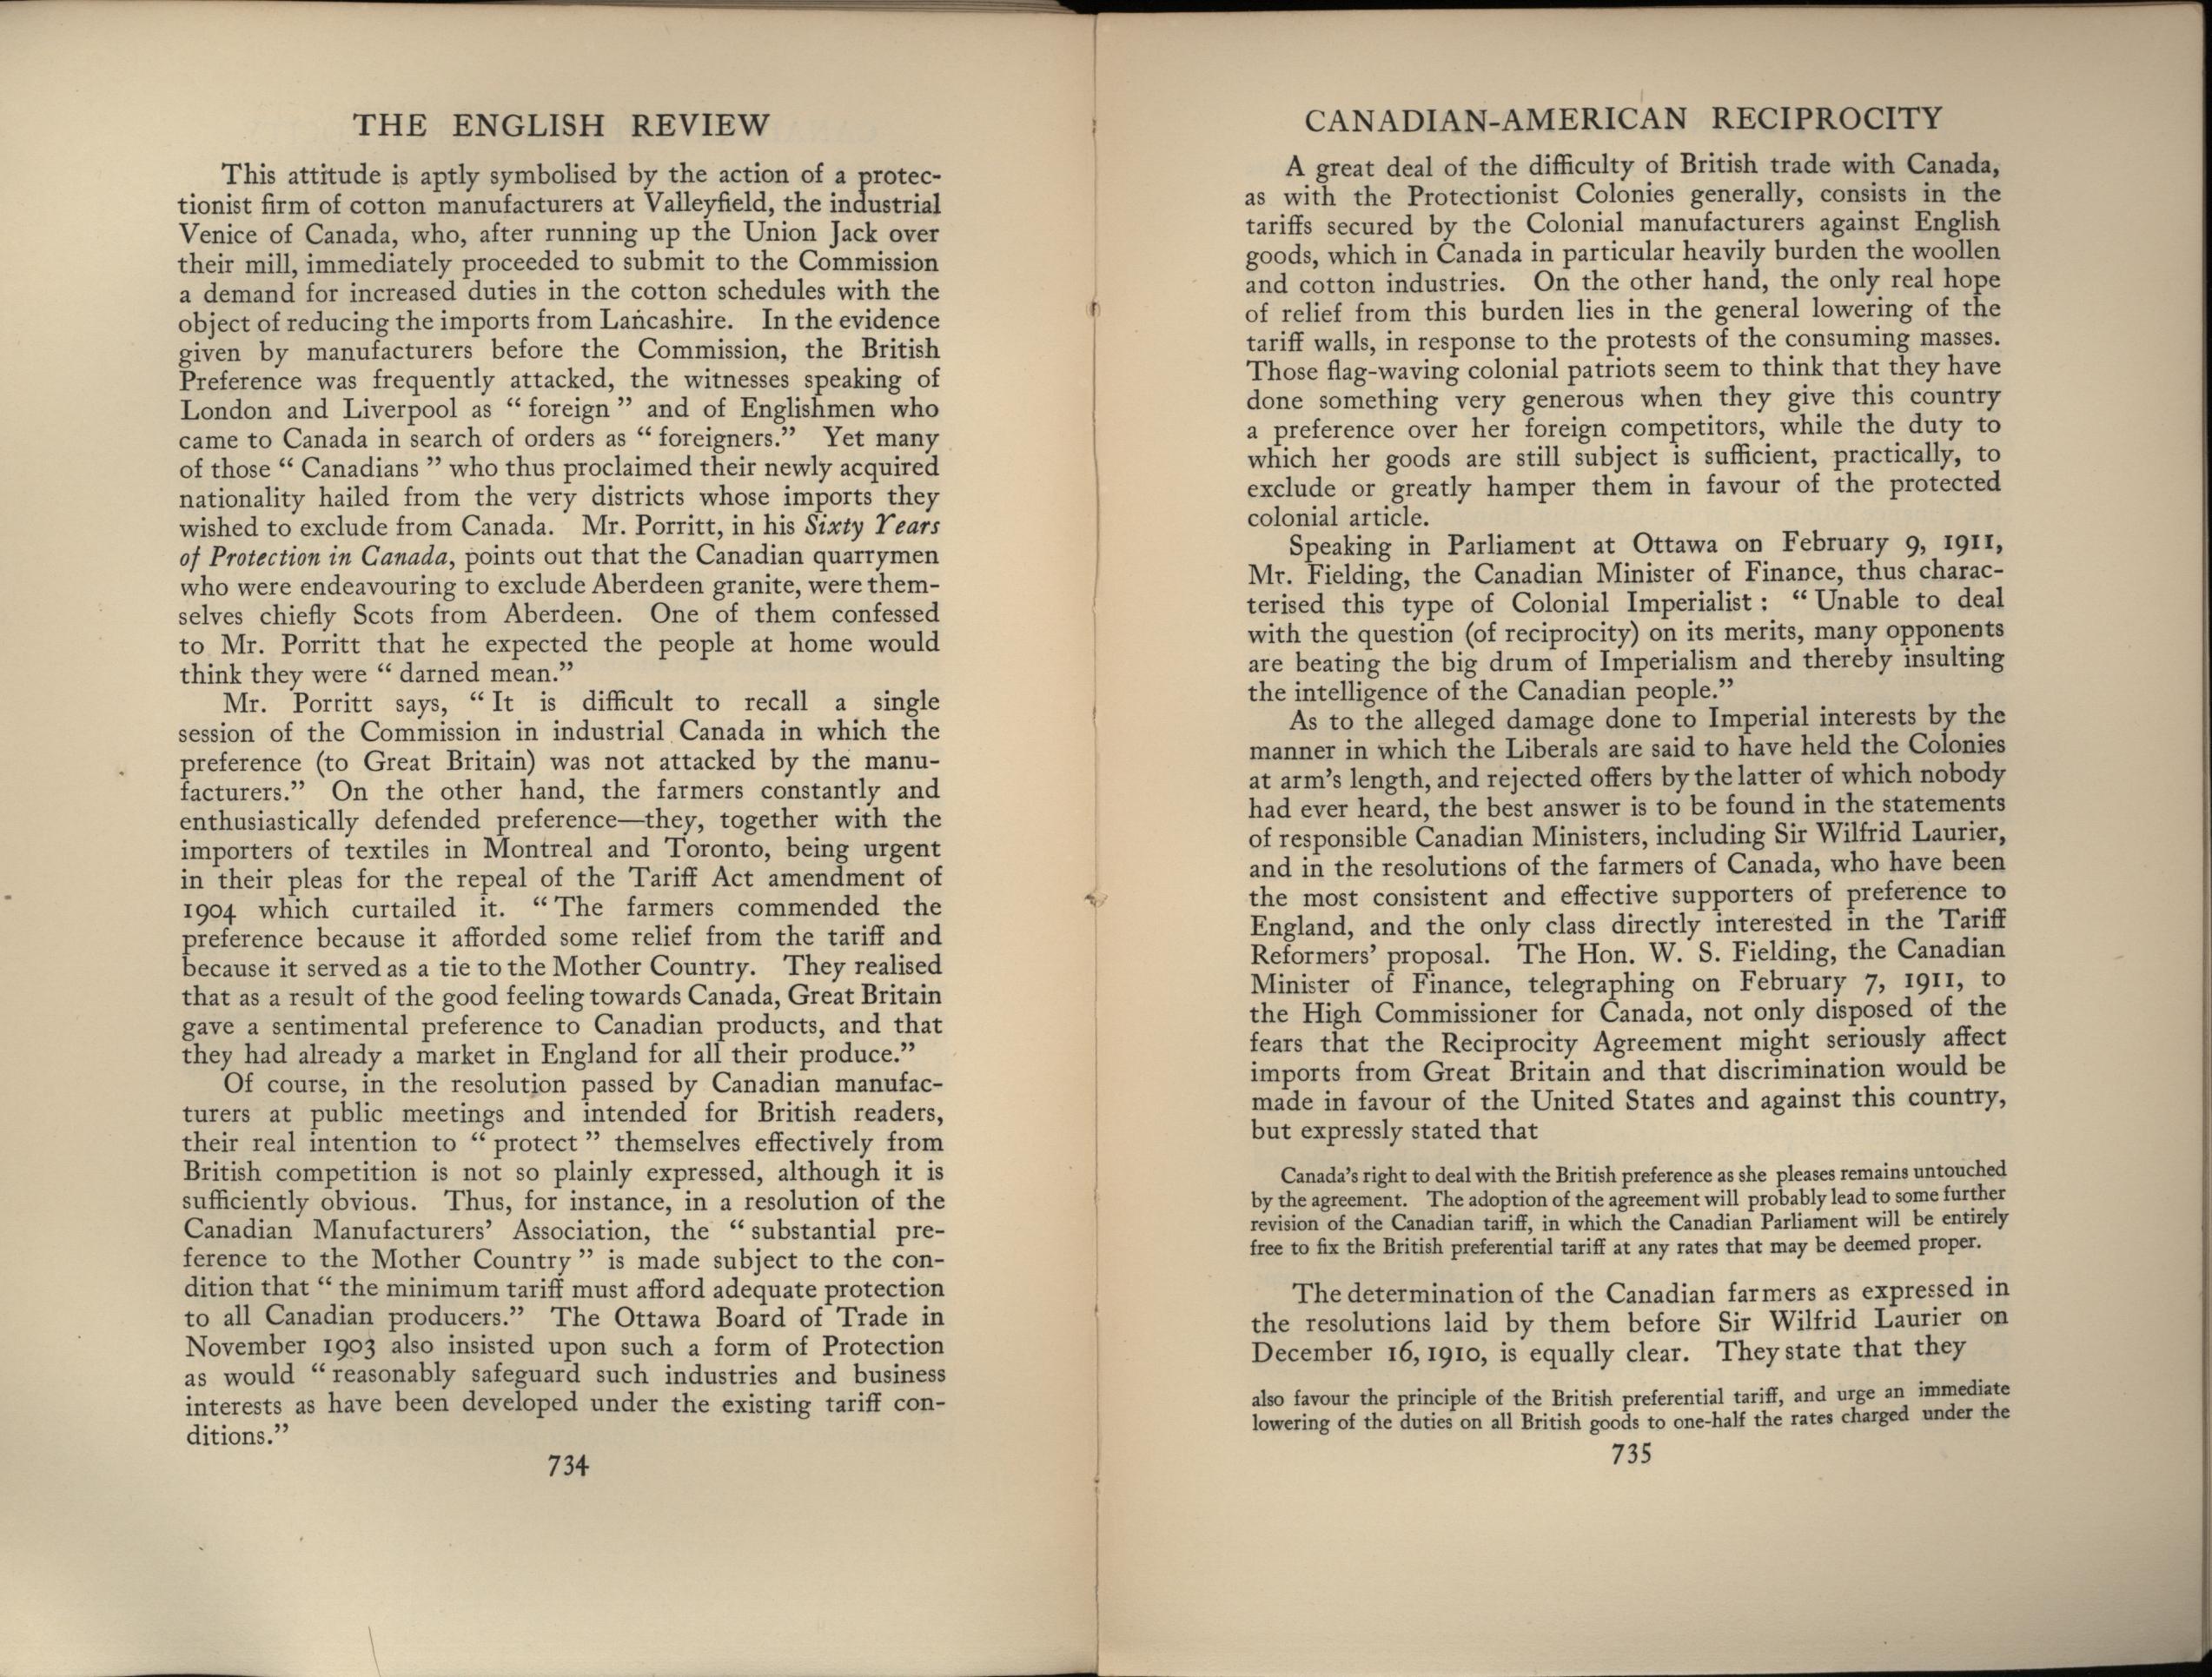 THE ENGLISH REVIEW
This attitude is aptly symbolised by the action of a protec-
tionist firm of cotton manufacturers at Valleyfield, the industrial
Venice of Canada, who, after running up the Union Jack over
their mill, immediately proceeded to submit to the Commission
a demand for increased duties in the cotton schedules with the
object of reducing the imports from Lancashire. In the evidence
given by manufacturers before the Commission, the British
Preference was frequently attacked, the witnesses speaking of
London and Liverpool as “ foreign ” and of Englishmen who
came to Canada in search of orders as “ foreigners.” Yet many
of those “ Canadians ” who thus proclaimed their newly acquired
nationality hailed from the very districts whose imports they
wished to exclude from Canada. Mr. Porritt, in his Sixty Years
of Protection in Canada, points out that the Canadian quarrymen
who were endeavouring to exclude Aberdeen granite, were them-
selves chiefly Scots from Aberdeen. One of them confessed
to Mr. Porritt that he expected the people at home would
think they were “ darned mean.”
Mr. Porritt says, “ It is difficult to recall a single
session of the Commission in industrial Canada in which the
preference (to Great Britain) was not attacked by the manu-
facturers.” On the other hand, the farmers constantly and
enthusiastically defended preference—they, together with the
importers of textiles in Montreal and Toronto, being urgent
in their pleas for the repeal of the Tariff Act amendment of
1904 which curtailed it. “ The farmers commended the
preference because it afforded some relief from the tariff and
because it served as a tie to the Mother Country. They realised
that as a result of the good feeling towards Canada, Great Britain
gave a sentimental preference to Canadian products, and that
they had already a market in England for all their produce.”
Of course, in the resolution passed by Canadian manufac-
turers at public meetings and intended for British readers,
their real intention to “ protect ” themselves effectively from
British competition is not so plainly expressed, although it is
sufficiently obvious. Thus, for instance, in a resolution of the
Canadian Manufacturers’ Association, the “ substantial pre-
ference to the Mother Country ” is made subject to the con-
dition that “ the minimum tariff must afford adequate protection
to all Canadian producers.” The Ottawa Board of Trade in
November 1903 also insisted upon such a form of Protection
as would “ reasonably safeguard such industries and business
interests as have been developed under the existing tariff con-
ditions.”
734
CANADIAN-AMERICAN RECIPROCITY
A great deal of the difficulty of British trade with Canada,
as with the Protectionist Colonies generally, consists in the
tariffs secured by the Colonial manufacturers against English
goods, which in Canada in particular heavily burden the woollen
and cotton industries. On the other hand, the only real hope
of relief from this burden lies in the general lowering of the
tariff walls, in response to the protests of the consuming masses.
Those flag-waving colonial patriots seem to think that they have
done something very generous when they give this country
a preference over her foreign competitors, while the duty to
which her goods are still subject is sufficient, practically, to
exclude or greatly hamper them in favour of the protected
colonial article.
Speaking in Parliament at Ottawa on February 9, 1911,
Mr. Fielding, the Canadian Minister of Finance, thus charac-
terised this type of Colonial Imperialist : “ Unable to deal
with the question (of reciprocity) on its merits, many opponents
are beating the big drum of Imperialism and thereby insulting
the intelligence of the Canadian people.”
As to the alleged damage done to Imperial interests by the
manner in which the Liberals are said to have held the Colonies
at arm’s length, and rejected offers by the latter of which nobody
had ever heard, the best answer is to be found in the statements
of responsible Canadian Ministers, including Sir Wilfrid Laurier,
and in the resolutions of the farmers of Canada, who have been
the most consistent and effective supporters of preference to
England, and the only class directly interested in the Tariff
Reformers’ proposal. The Hon. W. S. Fielding, the Canadian
Minister of Finance, telegraphing on February 7, 1911, to
the High Commissioner for Canada, not only disposed of the
fears that the Reciprocity Agreement might seriously affect
imports from Great Britain and that discrimination would be
made in favour of the United States and against this country,
but expressly stated that
Canada’s right to deal with the British preference as she pleases remains untouched
by the agreement. The adoption of the agreement will probably lead to some further
revision of the Canadian tariff, in which the Canadian Parliament will be entirely
free to fix the British preferential tariff at any rates that may be deemed proper.
The determination of the Canadian farmers as expressed in
the resolutions laid by them before Sir Wilfrid Laurier on
December 16, 1910, is equally clear. They state that they
also favour the principle of the British preferential tariff, and urge an immediate
lowering of the duties on all British goods to one-half the rates charged under the
735